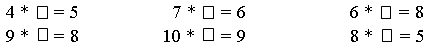 4 * □ = 5 7 * □ = 6 6 * □ = 8
9 * □ = 8 10 * □ = 9 8 * □ = 5